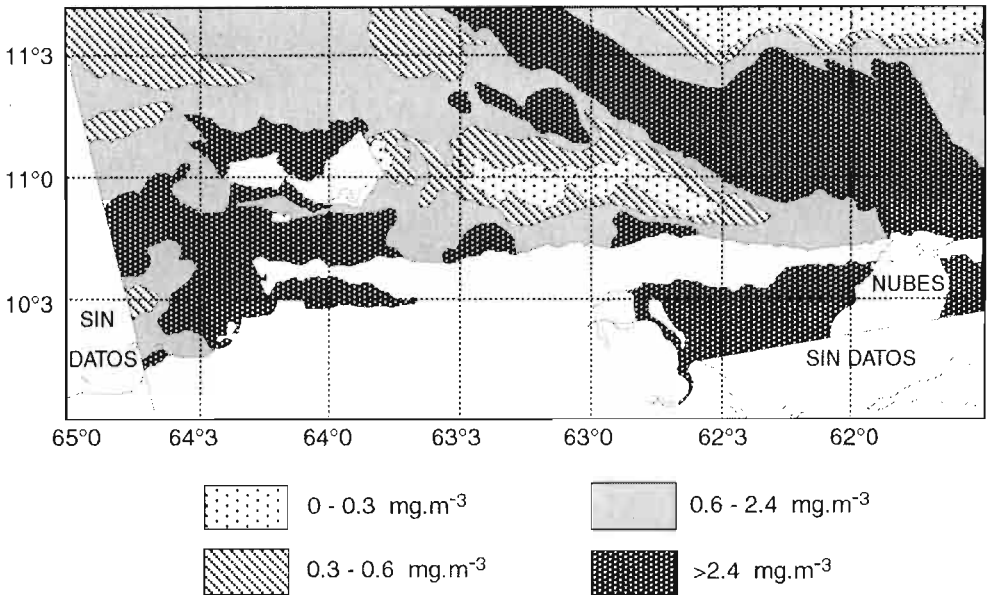 11°3
11°0
10°3
NUBES
SIN
DATOS
SIN DATOS
65°0 64°3 64°0 63°3 63°0 62°3 62°0
0 - 0.3 mg.m-3
0.6 - 2.4 mg.m-3
0.3 - 0.6 mg.m-3
>2.4 mg.m-3